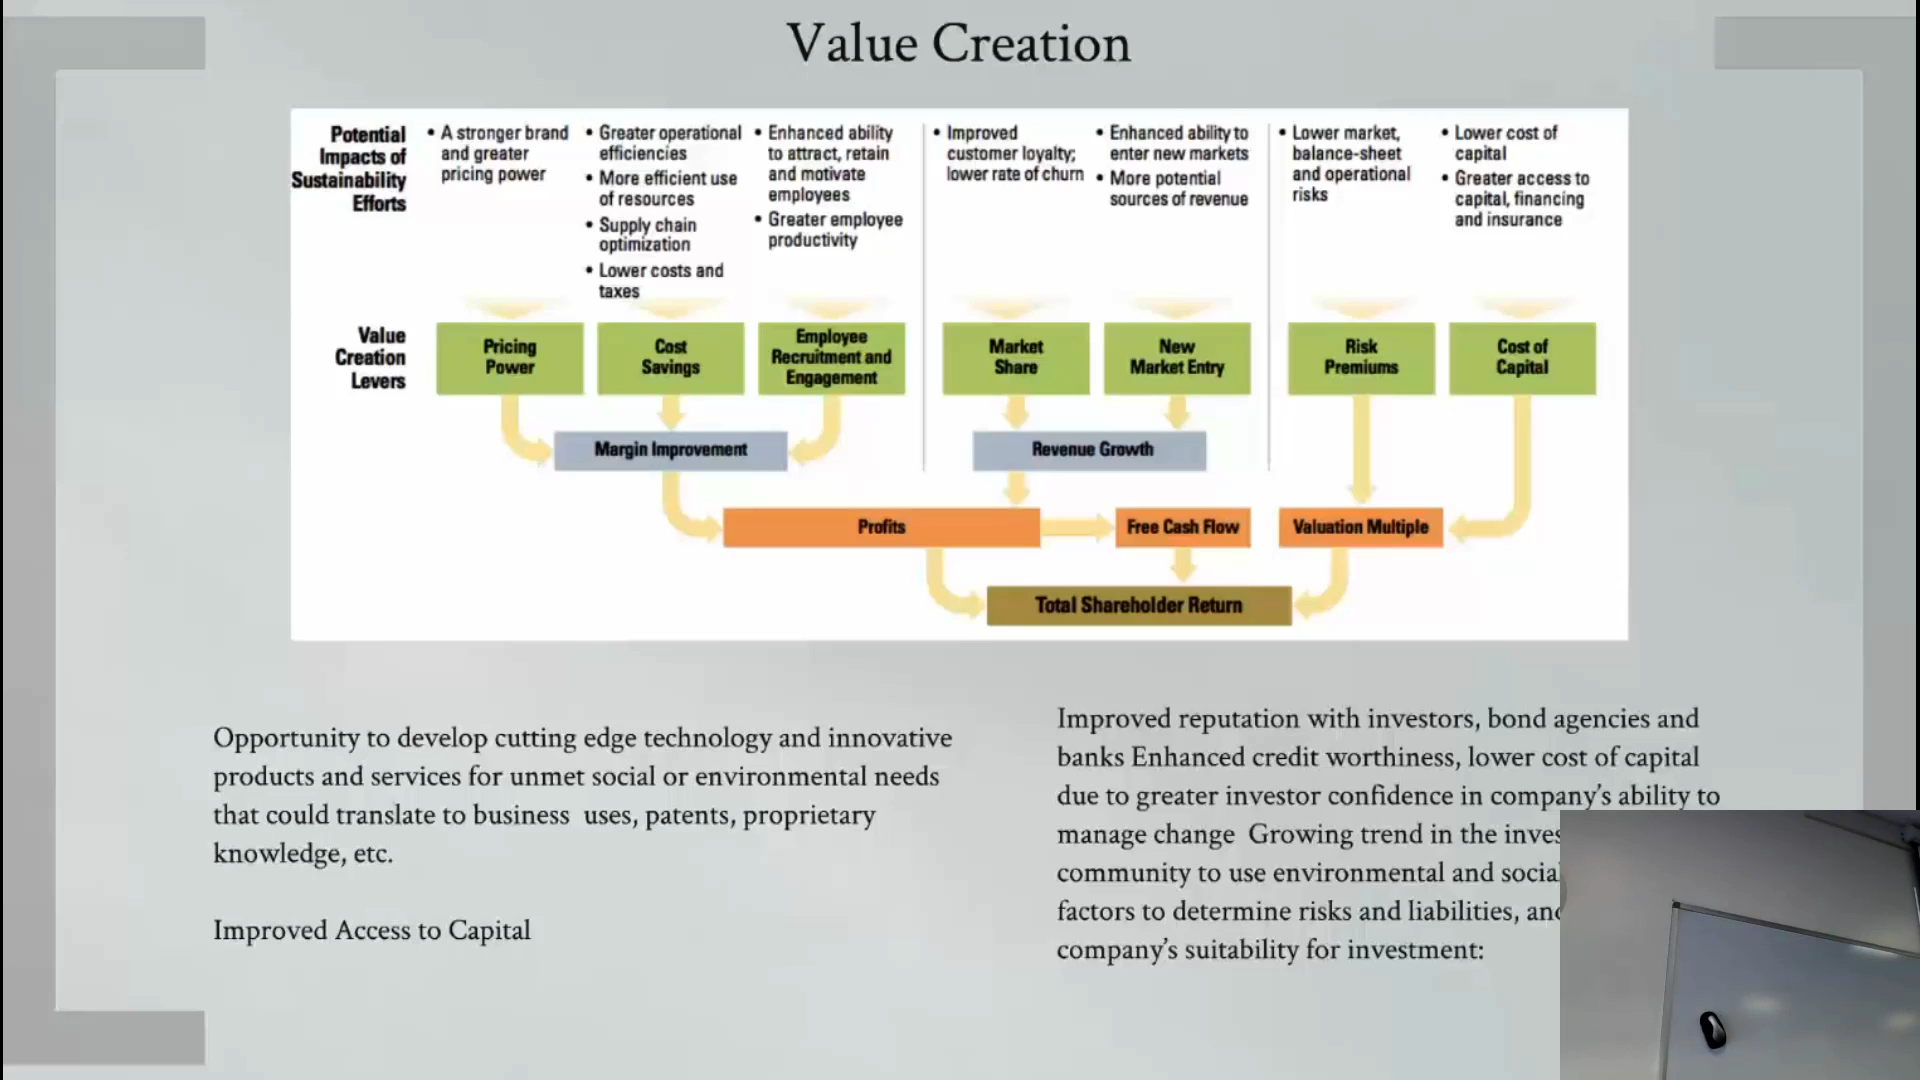 Value Creation
Potential
Impacts of
Sustainability
Efforts
• A stronger brand
and greater
pricing power
• Greater operational
efficiencies
• More efficient use
of resources
• Supply chain
optimization
• Lower costs and
taxes
• Enhanced ability
to attract, retain
and motivate
employees
• Greater employee
productivity
• Improved
customer loyalty;
lower rate of churn
• Enhanced ability to
enter new markets
• More potential
sources of revenue
• Lower market,
balance-sheet
and operational
risks
• Lower cost of
capital
• Greater access to
capital, financing
and insurance
Value
Creation
Levers
Pricing
Power
Cost
Savings
Employee
Recruitment and
Engagement
Market
Share
New
Market Entry
Risk
Premiums
Cost of
Capital
Margin Improvement
Revenue Growth
Profits
Free Cash Flow
Valuation Multiple
Total Shareholder Return
Opportunity to develop cutting edge technology and innovative
products and services for unmet social or environmental needs
that could translate to business  uses, patents, proprietary
knowledge, etc.
Improved Access to Capital
Improved reputation with investors, bond agencies and
banks Enhanced credit worthiness, lower cost of capital
due to greater investor confidence in company's ability to
manage change  Growing trend in the
community to use environmental and social
factors to determine risks and liabilities,
company's suitability for investment: